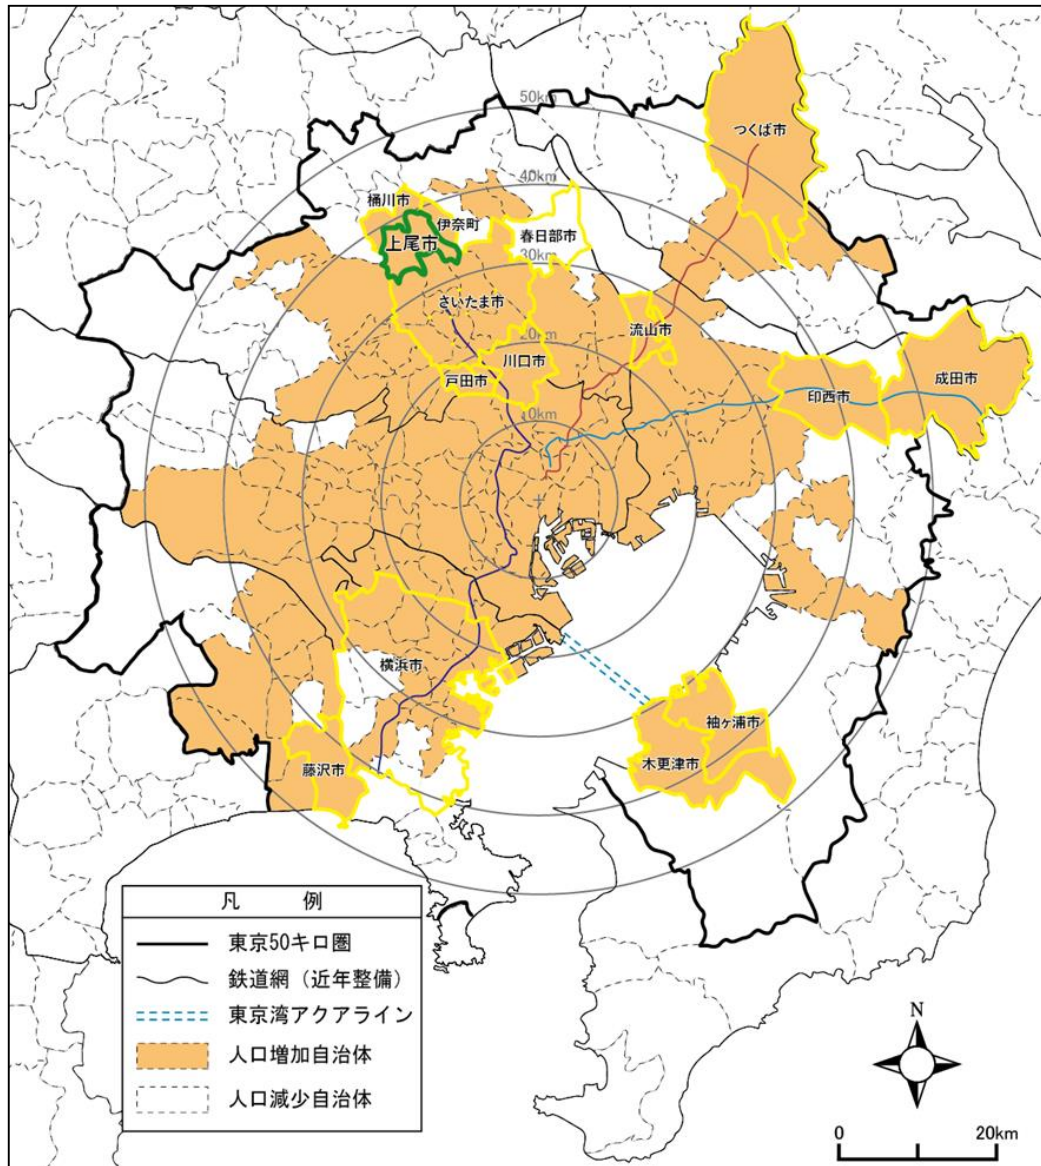 50km
つくば市
40km
桶川市
伊奈町
上尾市
春日部市
30km
さいたま市
流山市
20km
川口市
戸田市
成田市
印西市
10km
横浜市
袖ヶ浦市
木更津市
藤沢市
凡 例
東京50キロ圏
鉄道網(近年整備)
東京湾アクアライン
人口増加自治体
人口減少自治体
N
0 20km